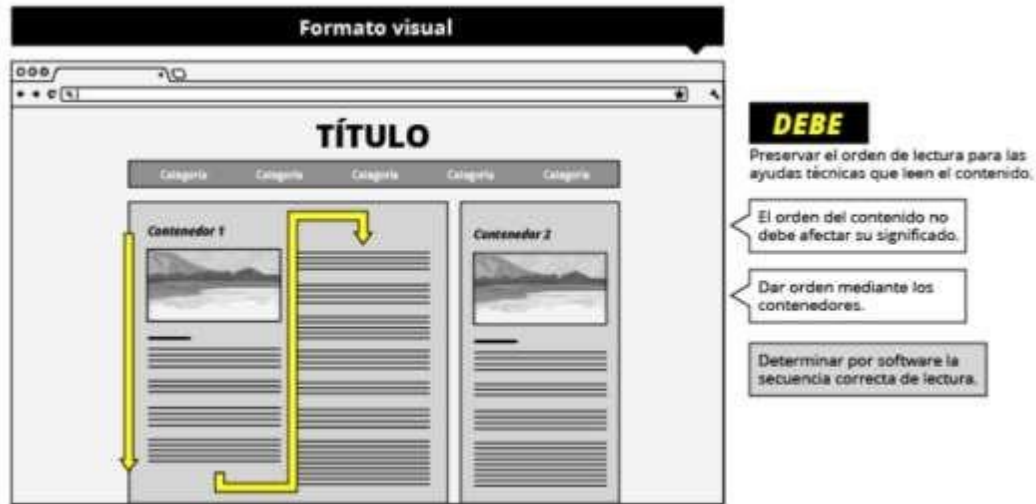 Formato visual
TÍTULO
Categoría Categoría Categoría Categoría Categoría
Contenedor 1
Contenedor 2
DEBE
Preservar el orden de lectura para las
ayudas técnicas que leen el contenido.
El orden del contenido no
debe afectar su significado.
Dar orden mediante los
contenedores.
Determinar por software la
secuencia correcta de lectura.